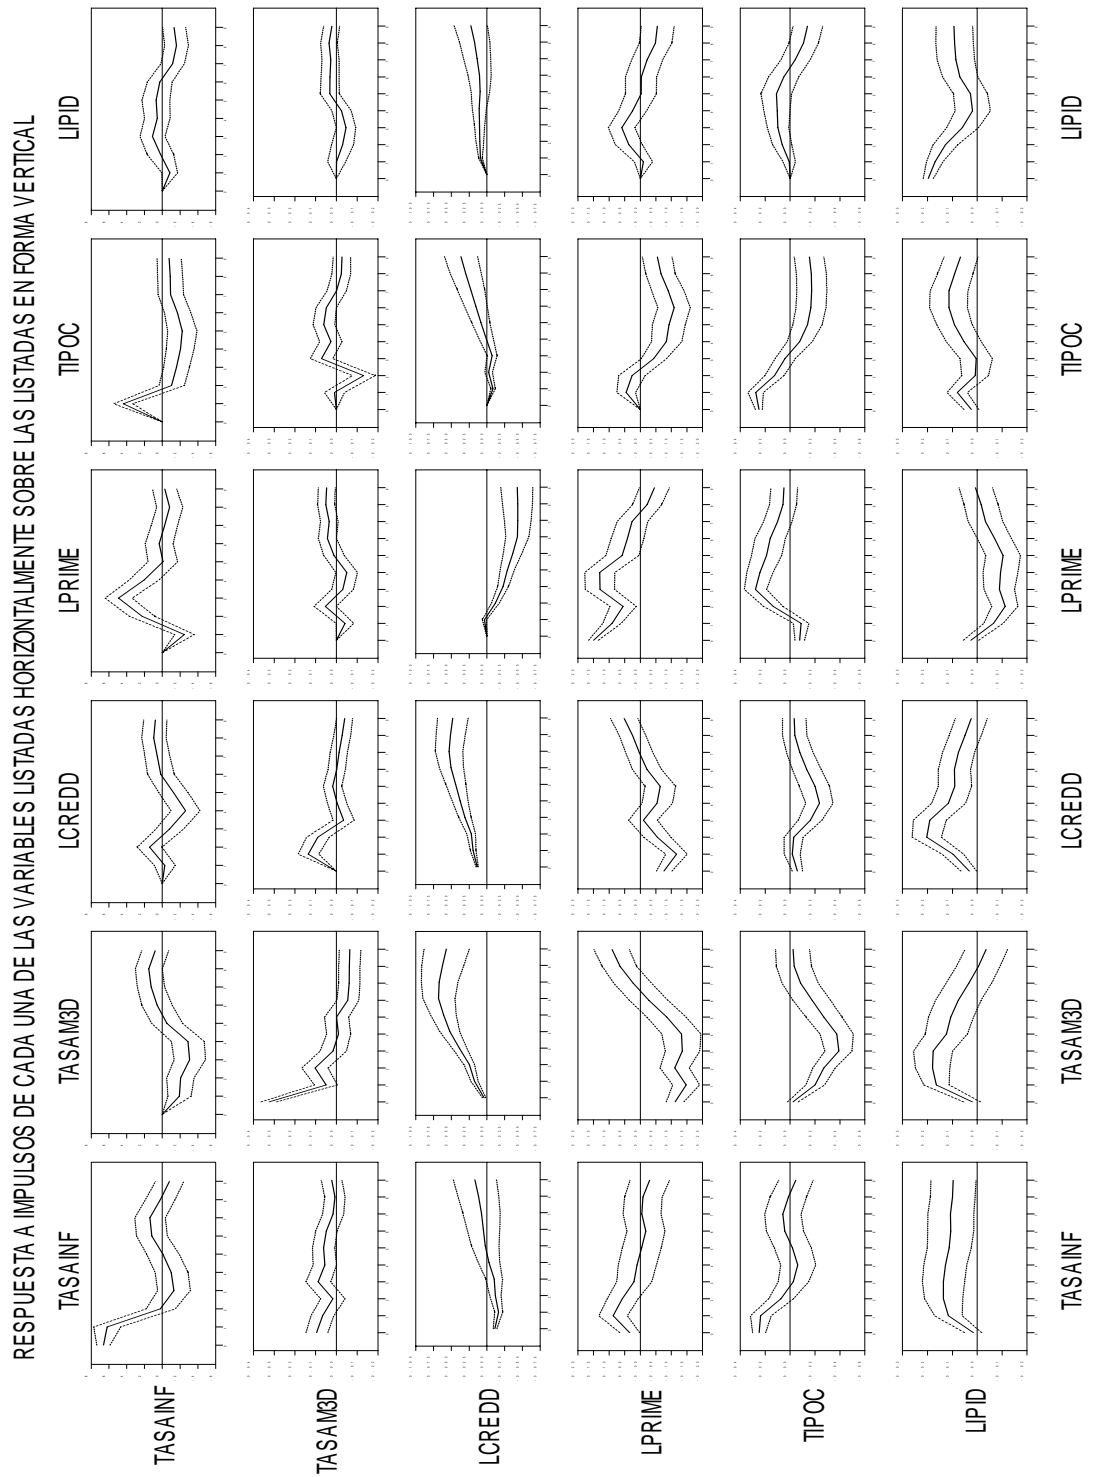 RESPUESTA A IMPULSOS DE CADA UNA DE LAS VARIABLES LISTADAS HORIZONTALMENTE SOBRE LAS LISTADAS EN FORMA VERTICAL
TASAINF
TASAM3D
LCREDD
LPRIME
TIPOC
LIPID
TASAINF
TASAM3D
LCREDD
LPRIME
TIPOC
LIPID
TASAINF
TASAM3D
LCREDD
LPRIME
TIPOC
LIPID